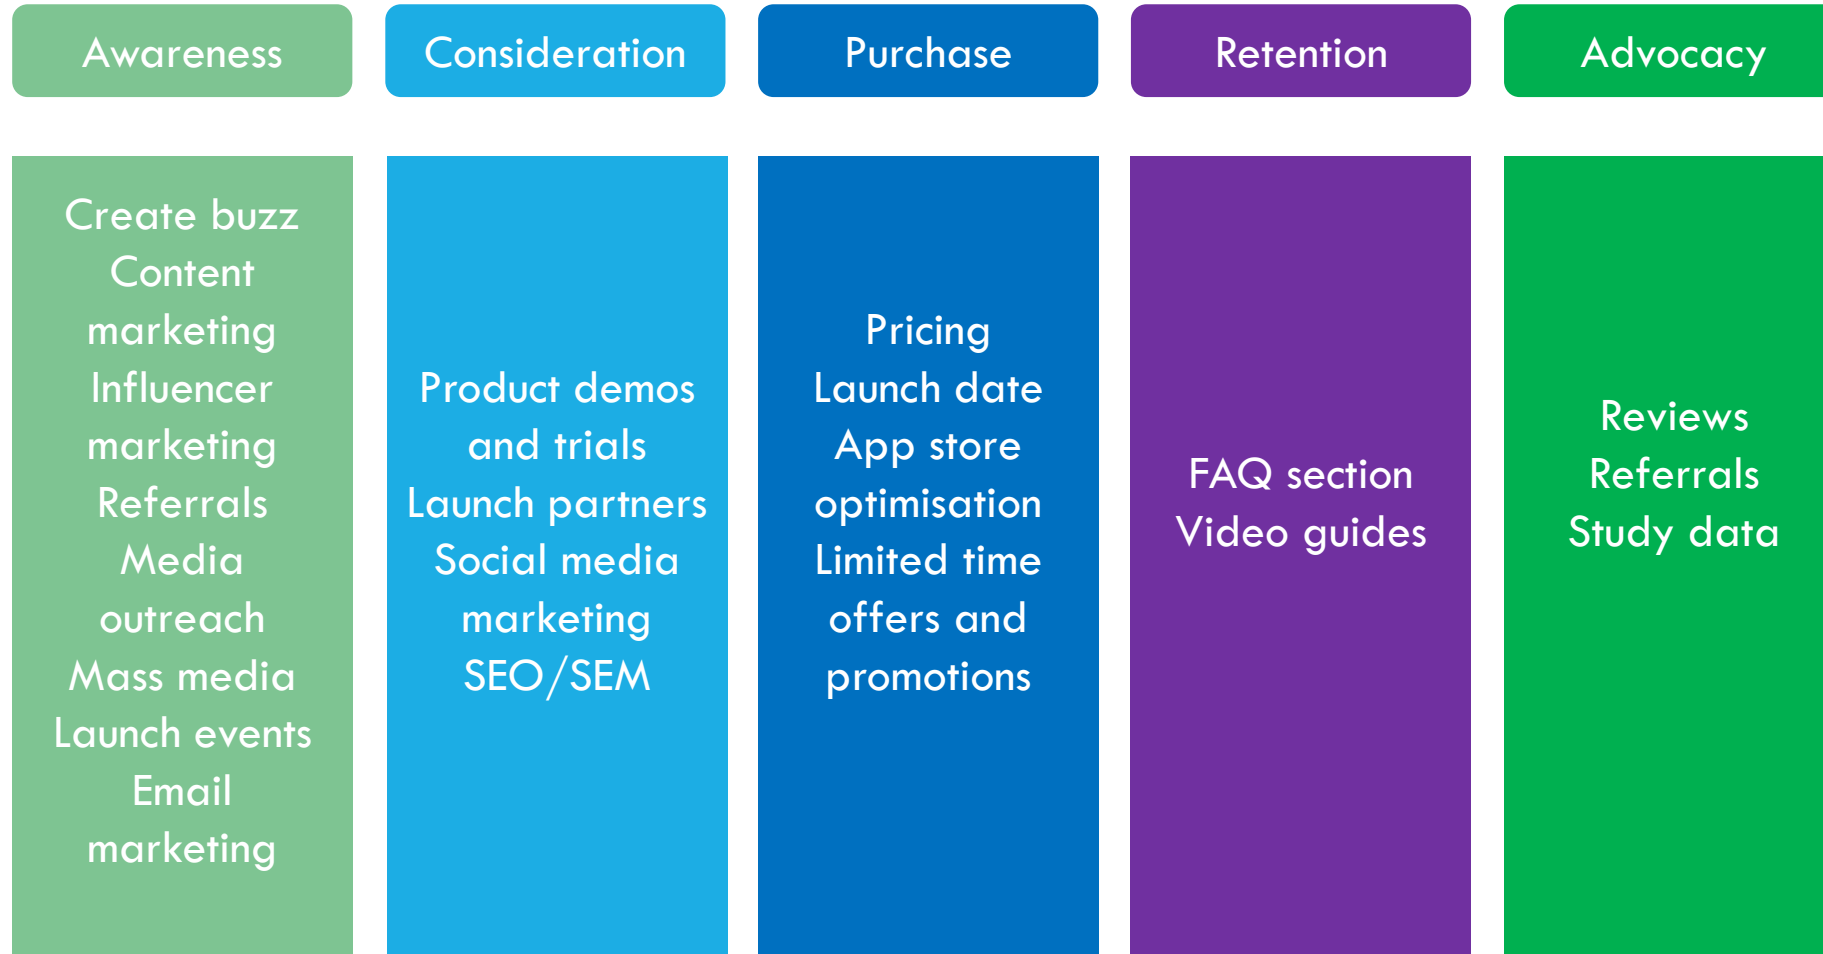 Awareness
Consideration
Purchase
Retention
Advocacy
Create buzz
Content
marketing
Influencer
marketing
Referrals
Media
outreach
Mass media
Launch events
Email
marketing
Product demos
and trials
Launch partners
Social media
marketing
SEO/SEM
Pricing
Launch date
App store
optimisation
Limited time
offers and
promotions
FAQ section
Video guides
Reviews
Referrals
Study data